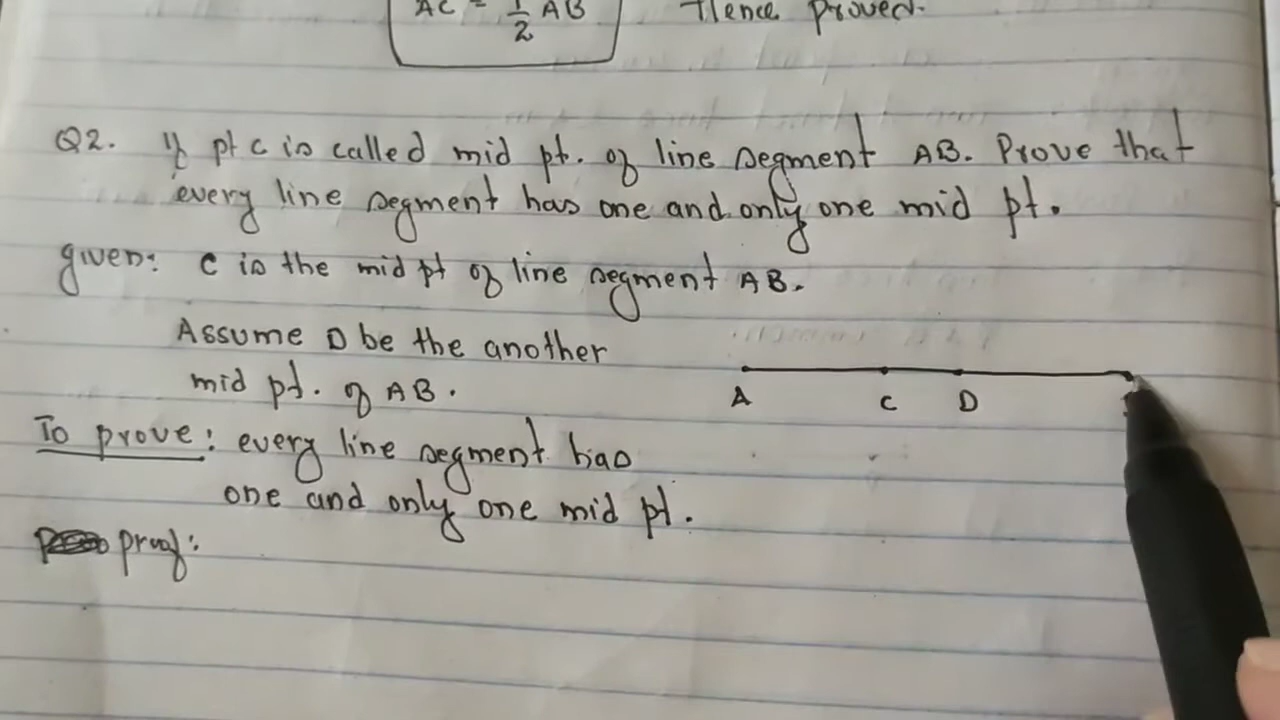 AC = 1/2 AB Hence proved.
Q2. If pt C is called mid pt. of line segment AB. Prove that
every line segment has one and only one mid pt.
given: C is the mid pt of line segment AB.
Assume D be the another
mid pt. of AB.
A C D
To prove: every line segment has
one and only one mid pt.
proof: